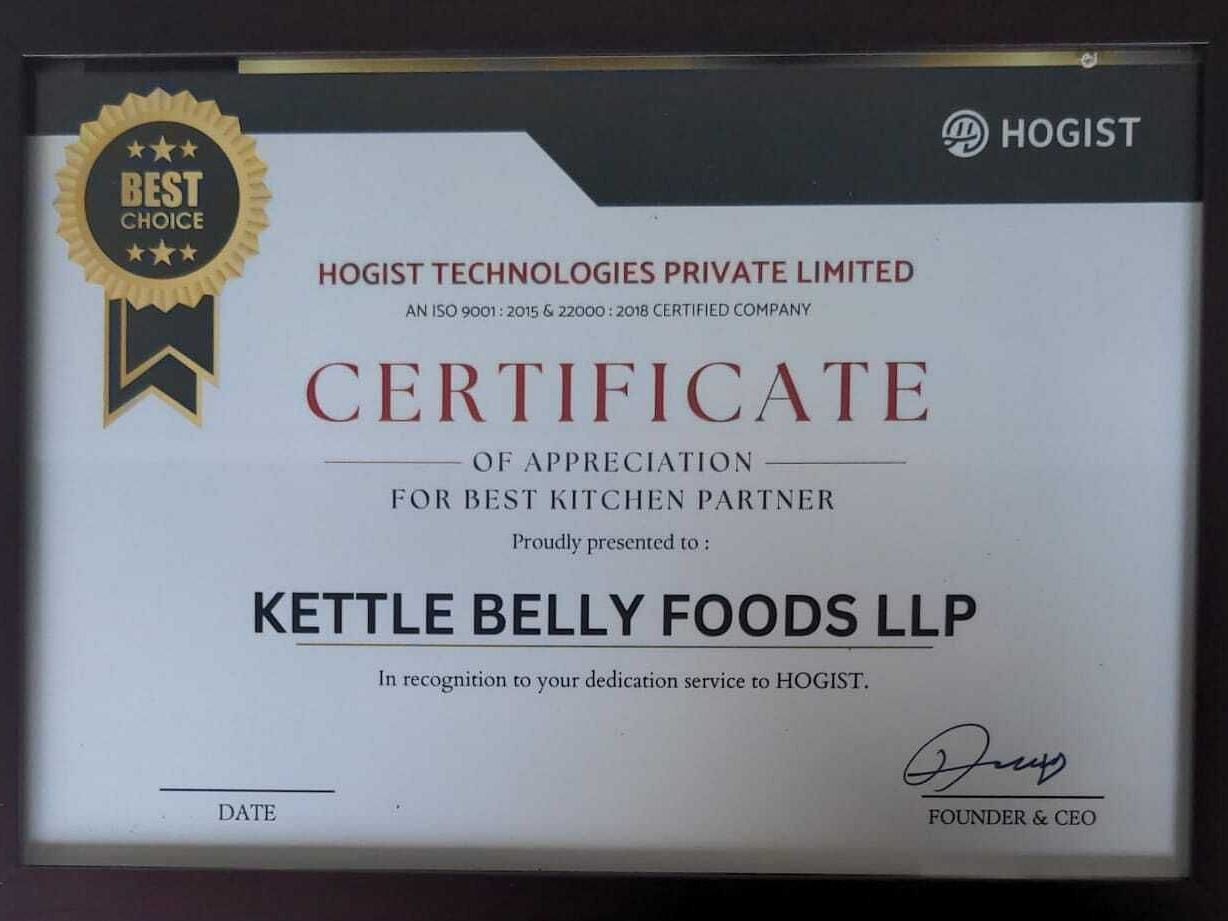 BEST
CHOICE
HOGIST
HOGIST TECHNOLOGIES PRIVATE LIMITED
AN ISO 9001 : 2015 & 22000 : 2018 CERTIFIED COMPANY
CERTIFICATE
OF APPRECIATION
FOR BEST KITCHEN PARTNER
Proudly presented to :
KETTLE BELLY FOODS LLP
In recognition to your dedication service to HOGIST.
DATE
FOUNDER & CEO